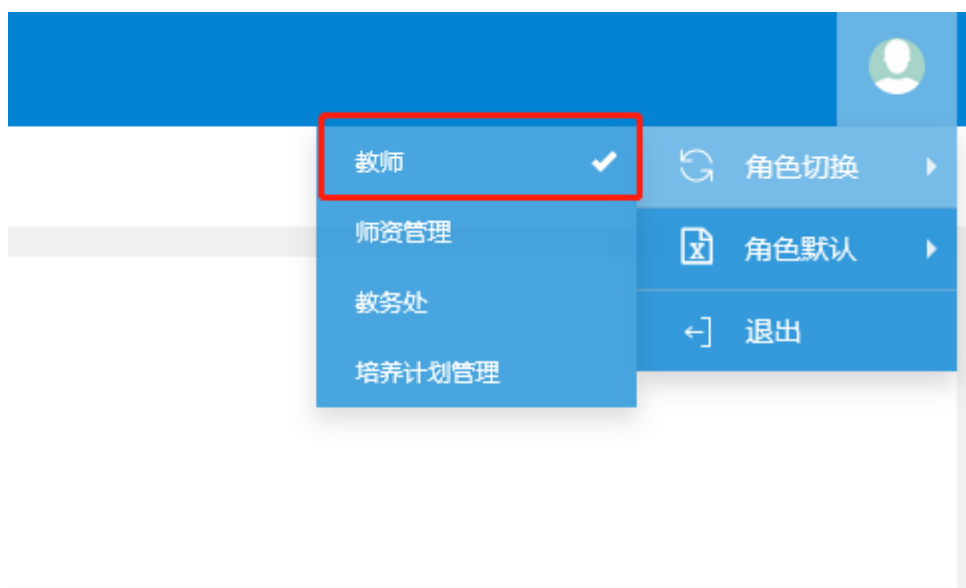 教师
师资管理
教务处
培养计划管理
角色切换
角色默认
退出